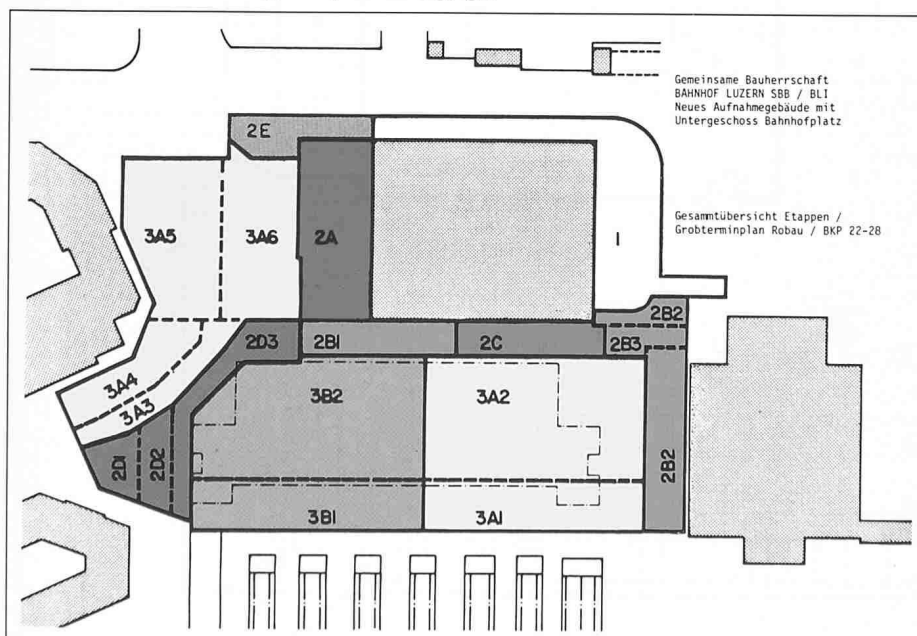 Gemeinsame Bauherrschaft
BAHNHOF LUZERN SBB / BLI
Neues Aufnahmegebäude mit
Untergeschoss Bahnhofplatz
Gesammtübersicht Etappen /
Grobterminplan Robau / BKP 22-28
2E
3A5
3A6
2A
1
2B2
2D3
2B1
2C
2B3
3A4
3A3
3B2
3A2
2D1
2D2
2B2
3B1
3A1